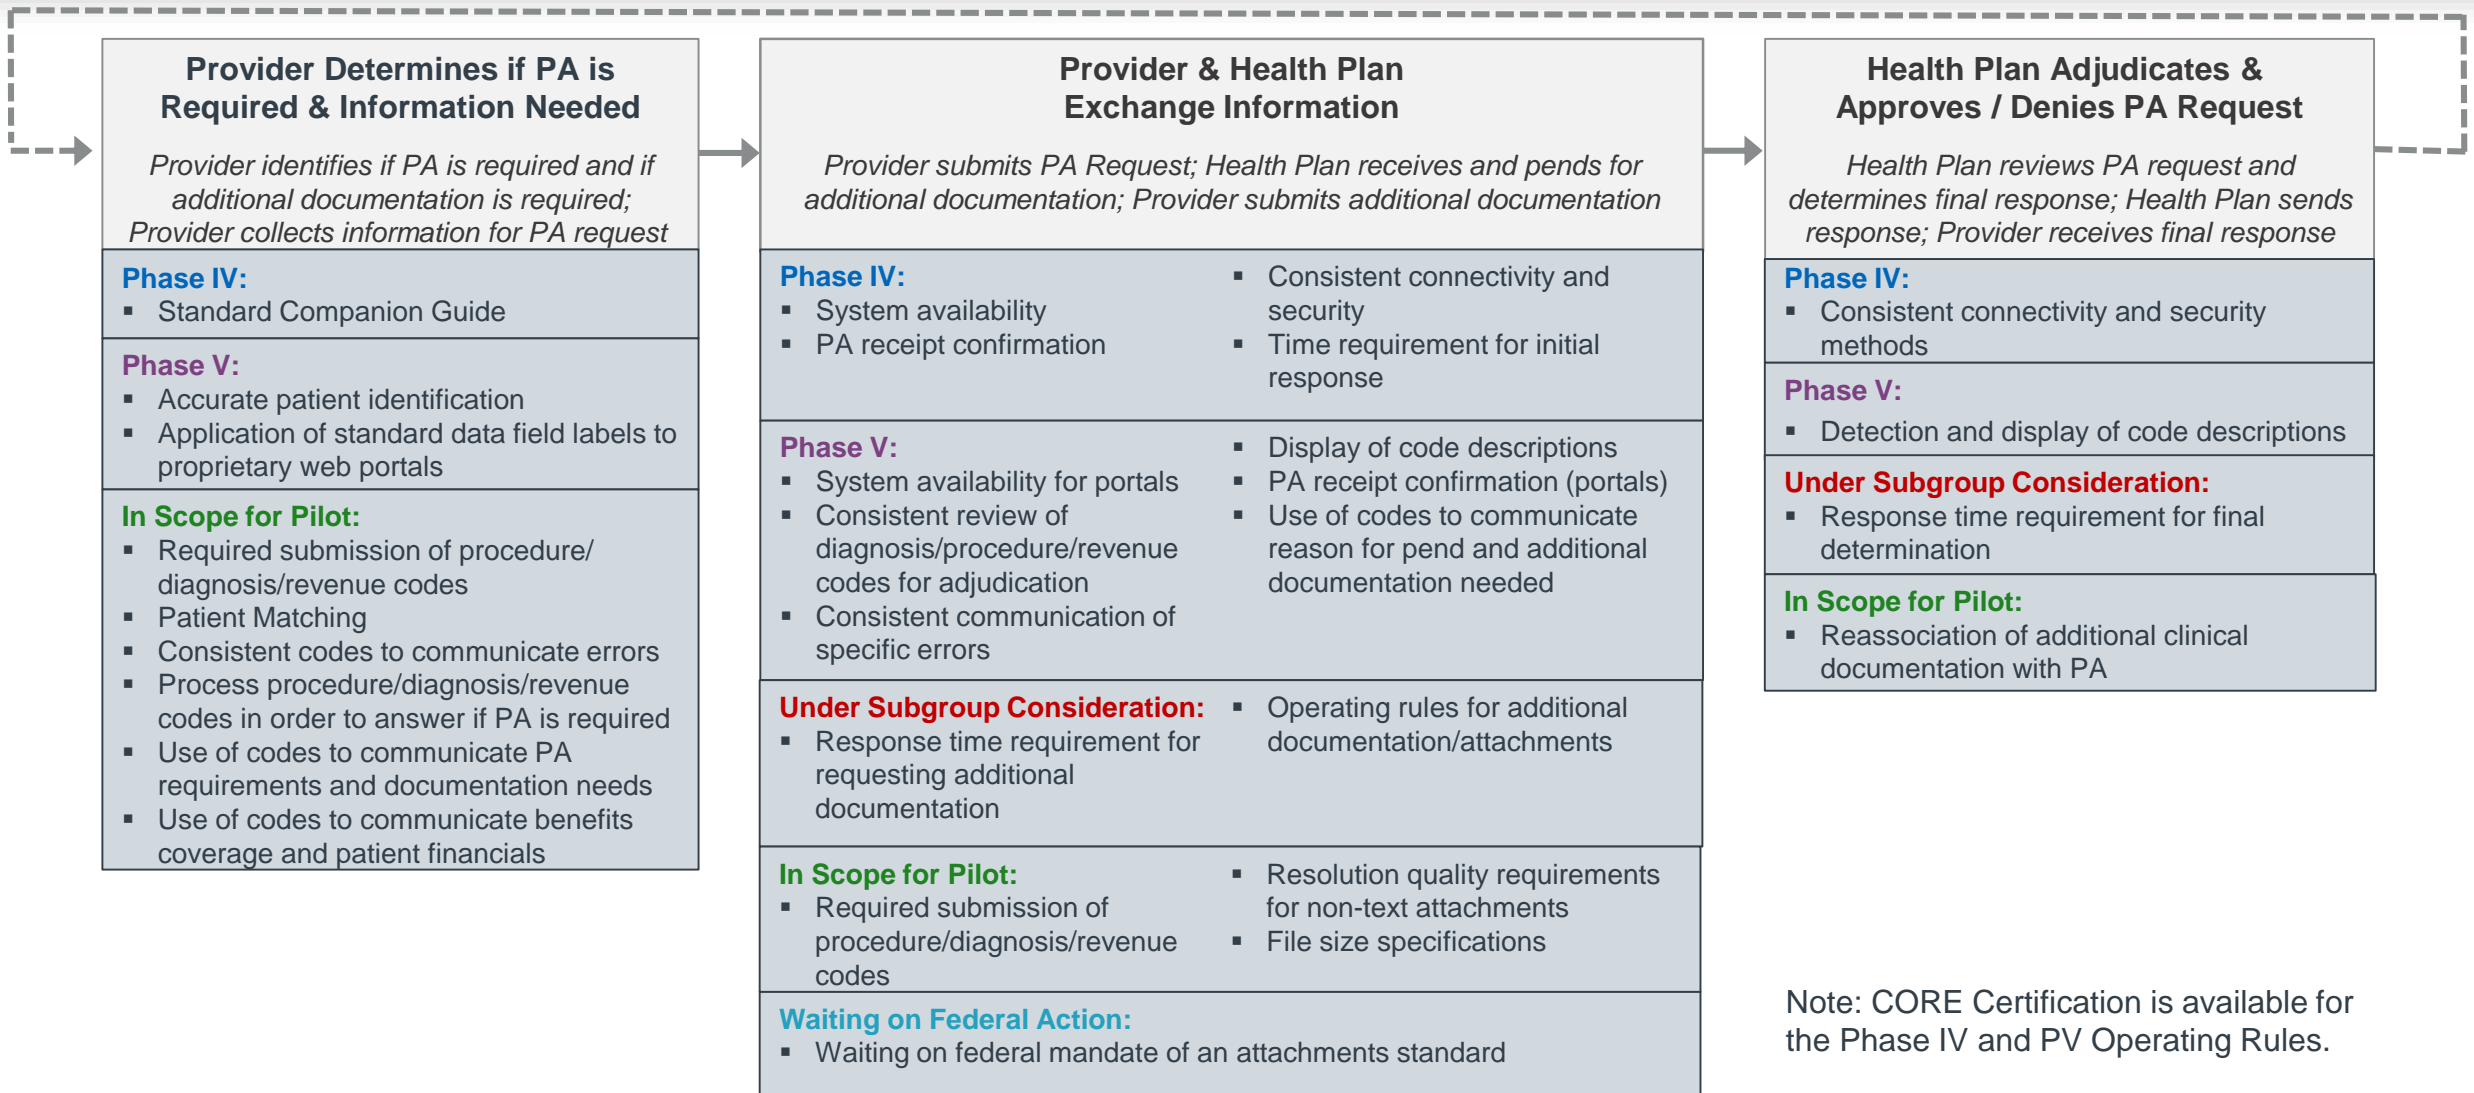 Provider Determines if PA is
Required & Information Needed
Provider identifies if PA is required and if
additional documentation is required;
Provider collects information for PA request
Phase IV:
▪ Standard Companion Guide
Phase V:
▪ Accurate patient identification
▪ Application of standard data field labels to
proprietary web portals
In Scope for Pilot:
▪ Required submission of procedure/
diagnosis/revenue codes
▪ Patient Matching
▪ Consistent codes to communicate errors
▪ Process procedure/diagnosis/revenue
codes in order to answer if PA is required
▪ Use of codes to communicate PA
requirements and documentation needs
▪ Use of codes to communicate benefits
coverage and patient financials
Provider & Health Plan
Exchange Information
Provider submits PA Request; Health Plan receives and pends for
additional documentation; Provider submits additional documentation
Phase IV:
▪ System availability
▪ PA receipt confirmation
▪ Consistent connectivity and
security
▪ Time requirement for initial
response
Phase V:
▪ System availability for portals
▪ Consistent review of
diagnosis/procedure/revenue
codes for adjudication
▪ Consistent communication of
specific errors
▪ Display of code descriptions
▪ PA receipt confirmation (portals)
▪ Use of codes to communicate
reason for pend and additional
documentation needed
Under Subgroup Consideration:
▪ Response time requirement for
requesting additional
documentation
▪ Operating rules for additional
documentation/attachments
In Scope for Pilot:
▪ Required submission of
procedure/diagnosis/revenue
codes
▪ Resolution quality requirements
for non-text attachments
▪ File size specifications
Waiting on Federal Action:
▪ Waiting on federal mandate of an attachments standard
Health Plan Adjudicates &
Approves / Denies PA Request
Health Plan reviews PA request and
determines final response; Health Plan sends
response; Provider receives final response
Phase IV:
▪ Consistent connectivity and security
methods
Phase V:
▪ Detection and display of code descriptions
Under Subgroup Consideration:
▪ Response time requirement for final
determination
In Scope for Pilot:
▪ Reassociation of additional clinical
documentation with PA
Note: CORE Certification is available for
the Phase IV and PV Operating Rules.